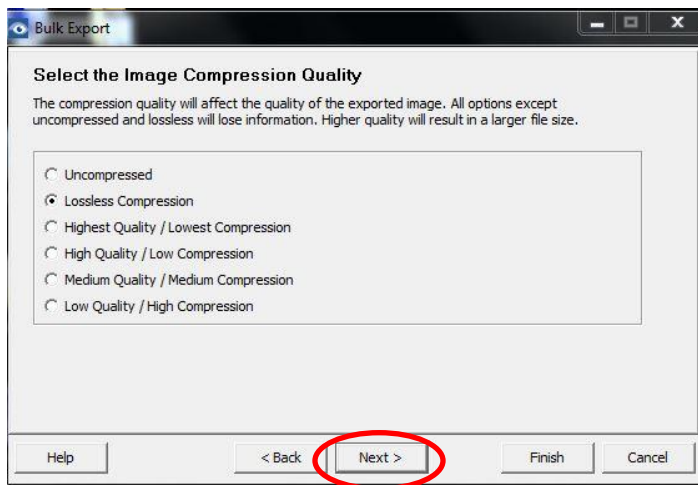 Bulk Export
Select the Image Compression Quality
The compression quality will affect the quality of the exported image. All options except
uncompressed and lossless will lose information. Higher quality will result in a larger file size.
Uncompressed
Lossless Compression
Highest Quality / Lowest Compression
High Quality / Low Compression
Medium Quality / Medium Compression
Low Quality / High Compression
Help < Back Next > Finish Cancel